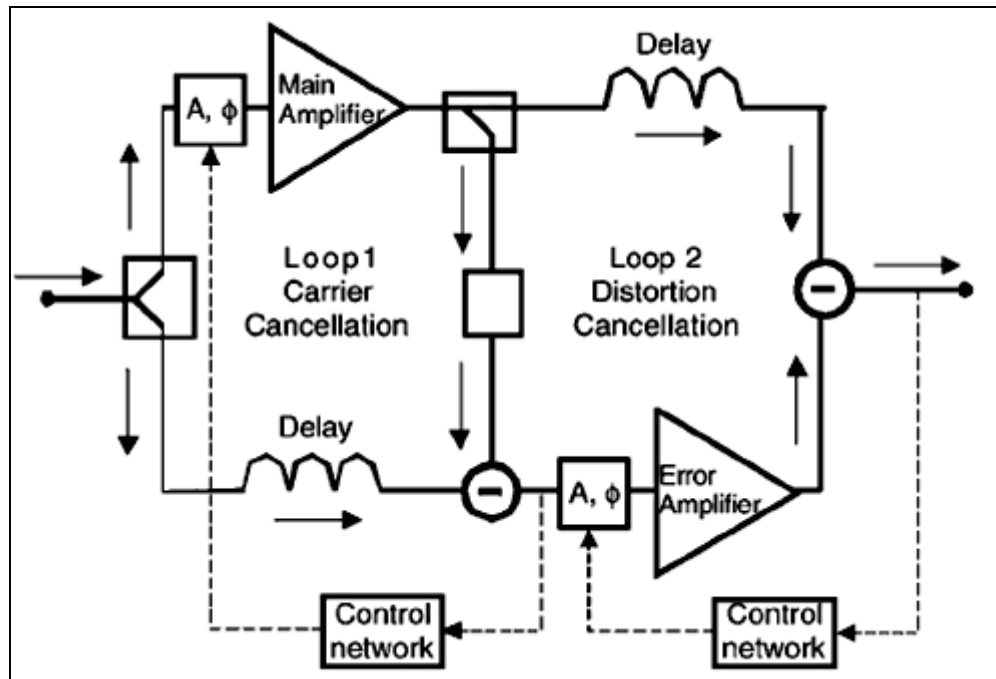 Delay
A, ϕ
Main
Amplifier
Loop1
Carrier
Cancellation
Loop 2
Distortion
Cancellation
Delay
A, ϕ
Error
Amplifier
Control
network
Control
network